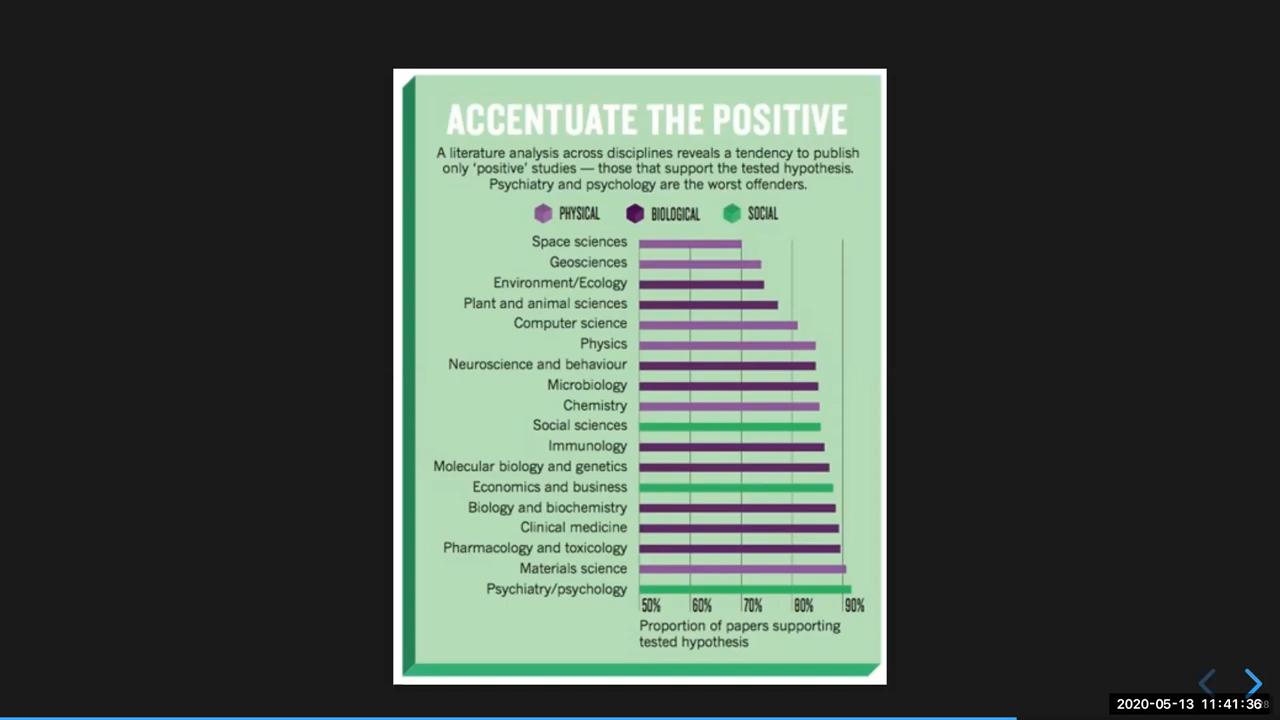 ACCENTUATE THE POSITIVE
A literature analysis across disciplines reveals a tendency to publish
only ‘positive’ studies — those that support the tested hypothesis.
Psychiatry and psychology are the worst offenders.
PHYSICAL BIOLOGICAL SOCIAL
Space sciences
Geosciences
Environment/Ecology
Plant and animal sciences
Computer science
Physics
Neuroscience and behaviour
Microbiology
Chemistry
Social sciences
Immunology
Molecular biology and genetics
Economics and business
Biology and biochemistry
Clinical medicine
Pharmacology and toxicology
Materials science
Psychiatry/psychology
50% 60% 70% 80% 90%
Proportion of papers supporting
tested hypothesis
2020-05-13 11:41:36